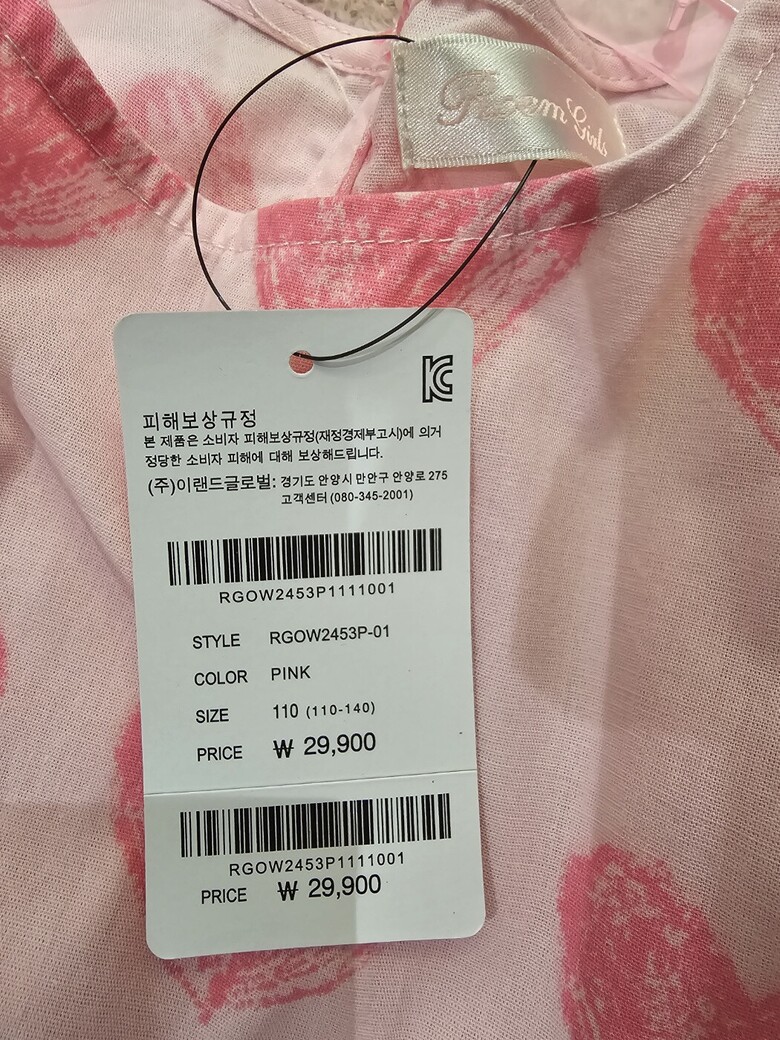 Roem Girls
피해보상규정
본 제품은 소비자 피해보상규정(재정경제부고시)에 의거
정당한 소비자 피해에 대해 보상해드립니다.
(주)이랜드글로벌: 경기도 안양시 만안구 안양로 275
고객센터 (080-345-2001)
RGOW2453P1111001
STYLE RGOW2453P-01
COLOR PINK
SIZE 110 (110-140)
PRICE ₩ 29,900
RGOW2453P1111001
PRICE ₩ 29,900